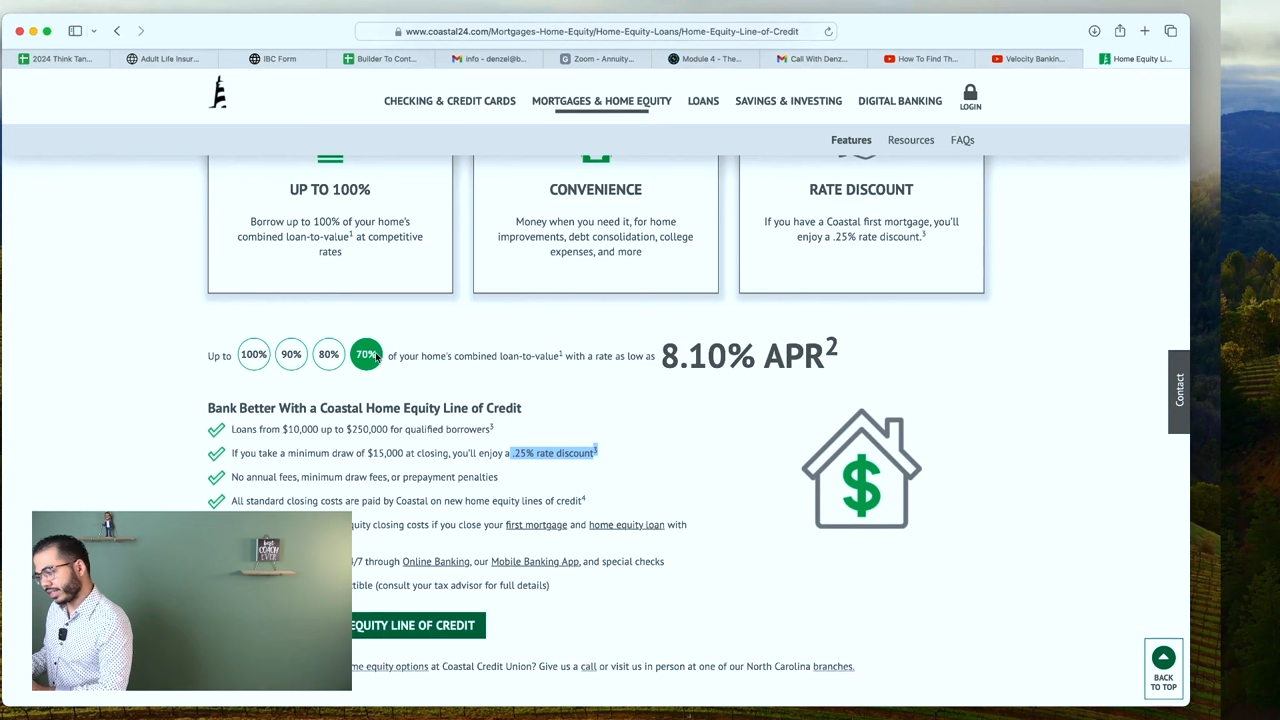 www.coastal24.com/Mortgages-Home-Equity/Home-Equity-Loans/Home-Equity-Line-of-Credit
2024 Think Tan... Adult Life Insur... IBC Form Builder To Cont... info - denzel@b... Zoom - Annuity... Module 4 - The... Call With Denz... How To Find Th... Velocity Bankin... Home Equity Li...
CHECKING & CREDIT CARDS MORTGAGES & HOME EQUITY LOANS SAVINGS & INVESTING DIGITAL BANKING LOGIN
Features Resources FAQs
UP TO 100%
Borrow up to 100% of your home's
combined loan-to-value1 at competitive
rates
CONVENIENCE
Money when you need it, for home
improvements, debt consolidation, college
expenses, and more
RATE DISCOUNT
If you have a Coastal first mortgage, you'll
enjoy a .25% rate discount.3
Up to 100% 90% 80% 70% of your home's combined loan-to-value1 with a rate as low as 8.10% APR2
Contact
Bank Better With a Coastal Home Equity Line of Credit
Loans from $10,000 up to $250,000 for qualified borrowers3
If you take a minimum draw of $15,000 at closing, you'll enjoy a .25% rate discount3
No annual fees, minimum draw fees, or prepayment penalties
All standard closing costs are paid by Coastal on new home equity lines of credit4
quity closing costs if you close your first mortgage and home equity loan with
4/7 through Online Banking, our Mobile Banking App, and special checks
tible (consult your tax advisor for full details)
EQUITY LINE OF CREDIT
me equity options at Coastal Credit Union? Give us a call or visit us in person at one of our North Carolina branches.
$
best
COACH
EVER
BACK
TO TOP